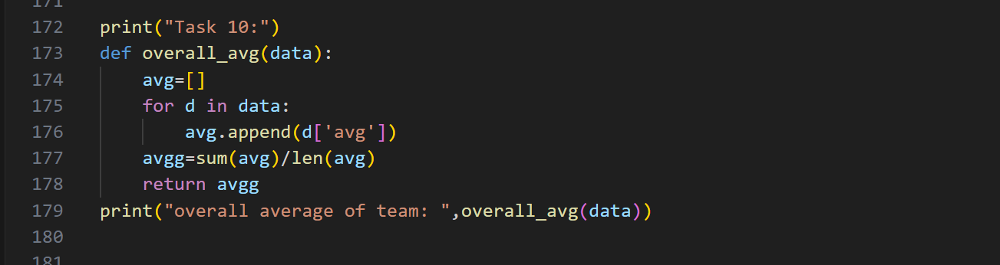 171
172 print("Task 10:")
173 def overall_avg(data):
174     avg=[]
175     for d in data:
176         avg.append(d['avg'])
177     avgg=sum(avg)/len(avg)
178     return avgg
179 print("overall average of team: ",overall_avg(data))
180
181